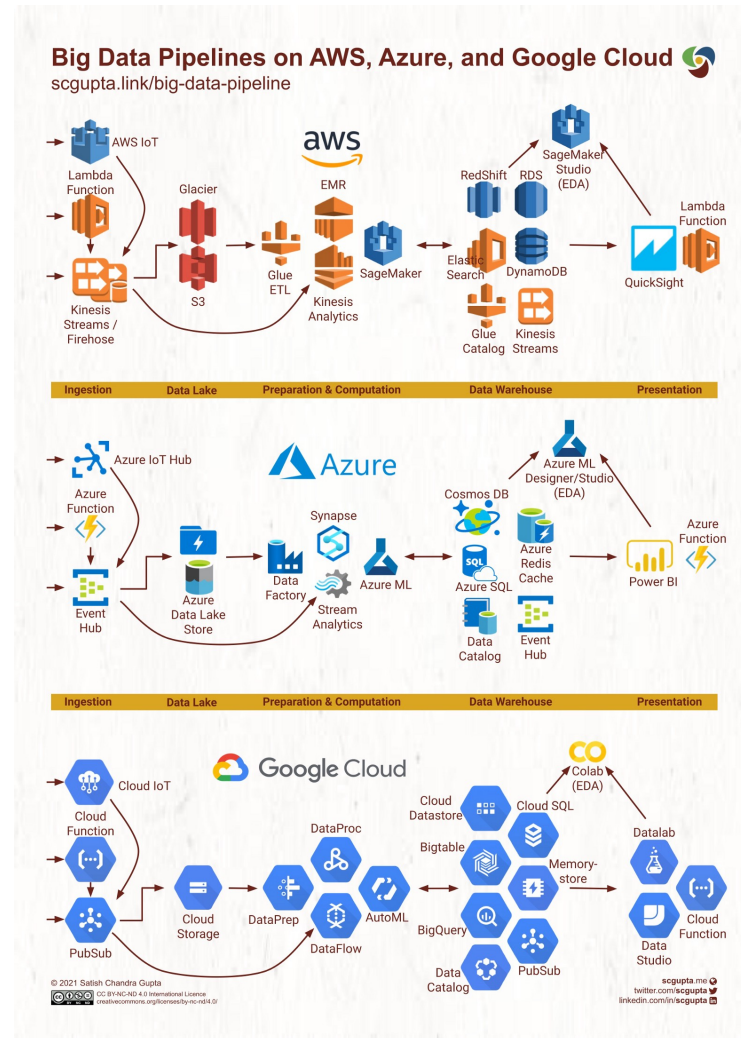 Big Data Pipelines on AWS, Azure, and Google Cloud
scgupta.link/big-data-pipeline
AWS IoT
Lambda
Function
Kinesis
Streams /
Firehose
Glacier
S3
aws
EMR
Glue
ETL
Kinesis
Analytics
SageMaker
RedShift
RDS
Elastic
Search
DynamoDB
Glue
Catalog
Kinesis
Streams
SageMaker
Studio
(EDA)
QuickSight
Lambda
Function
Ingestion
Data Lake
Preparation & Computation
Data Warehouse
Presentation
Azure IoT Hub
Azure
Function
Event
Hub
Azure
Data Lake
Store
Azure
Synapse
Data
Factory
Stream
Analytics
Azure ML
Cosmos DB
SQL
Azure SQL
Azure
Redis
Cache
Data
Catalog
Event
Hub
Azure ML
Designer/Studio
(EDA)
Power BI
Azure
Function
Ingestion
Data Lake
Preparation & Computation
Data Warehouse
Presentation
Cloud IoT
Cloud
Function
PubSub
Cloud
Storage
Google Cloud
DataProc
DataPrep
AutoML
DataFlow
Cloud
Datastore
Cloud SQL
Bigtable
Memory-
store
BigQuery
PubSub
Data
Catalog
Colab
(EDA)
Datalab
Data
Studio
Cloud
Function
© 2021 Satish Chandra Gupta
CC BY-NC-ND 4.0 International Licence
creativecommons.org/licenses/by-nc-nd/4.0/
scgupta.me
twitter.com/scgupta
linkedin.com/in/scgupta